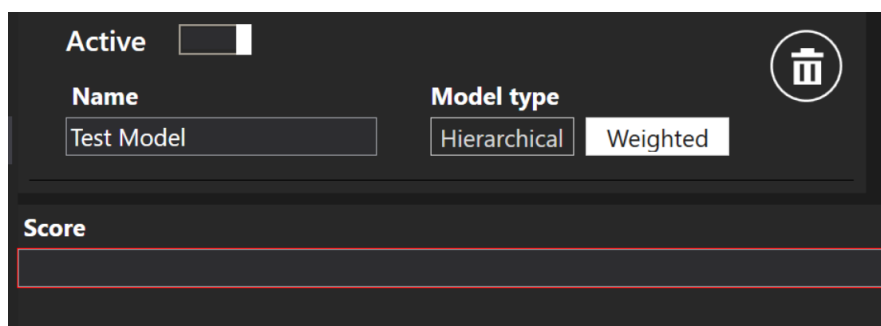 Active
Name
Model type
Test Model
Hierarchical
Weighted
Score